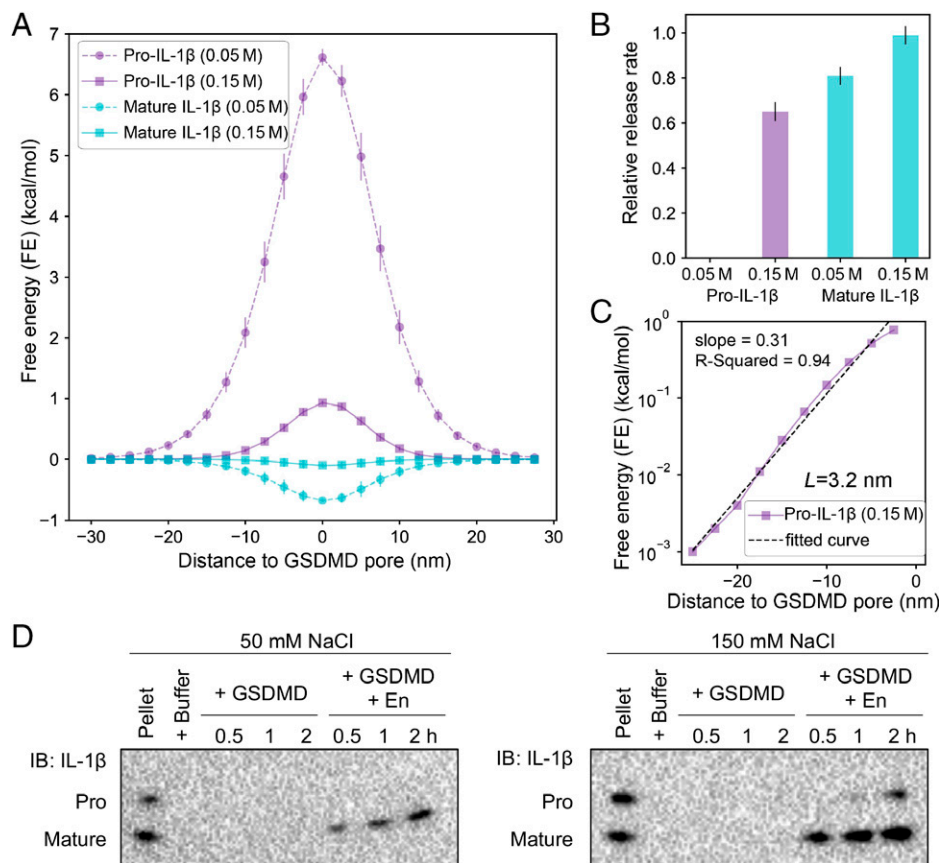 A
Free energy (FE) (kcal/mol)
7
6
5
4
3
2
1
0
−1
Pro-IL-1β (0.05 M)
Pro-IL-1β (0.15 M)
Mature IL-1β (0.05 M)
Mature IL-1β (0.15 M)
−30 −20 −10 0 10 20 30
Distance to GSDMD pore (nm)
B
Relative release rate
1.0
0.8
0.6
0.4
0.2
0.0
0.05 M 0.15 M 0.05 M 0.15 M
Pro-IL-1β Mature IL-1β
C
Free energy (FE) (kcal/mol)
10⁰
10⁻¹
10⁻²
10⁻³
slope = 0.31
R-Squared = 0.94
L=3.2 nm
Pro-IL-1β (0.15 M)
fitted curve
−20 −10 0
Distance to GSDMD pore (nm)
D
50 mM NaCl
Pellet
+ Buffer
+ GSDMD
+ GSDMD
+ En
0.5 1 2 0.5 1 2 h
IB: IL-1β
Pro
Mature
150 mM NaCl
Pellet
+ Buffer
+ GSDMD
+ GSDMD
+ En
0.5 1 2 0.5 1 2 h
IB: IL-1β
Pro
Mature